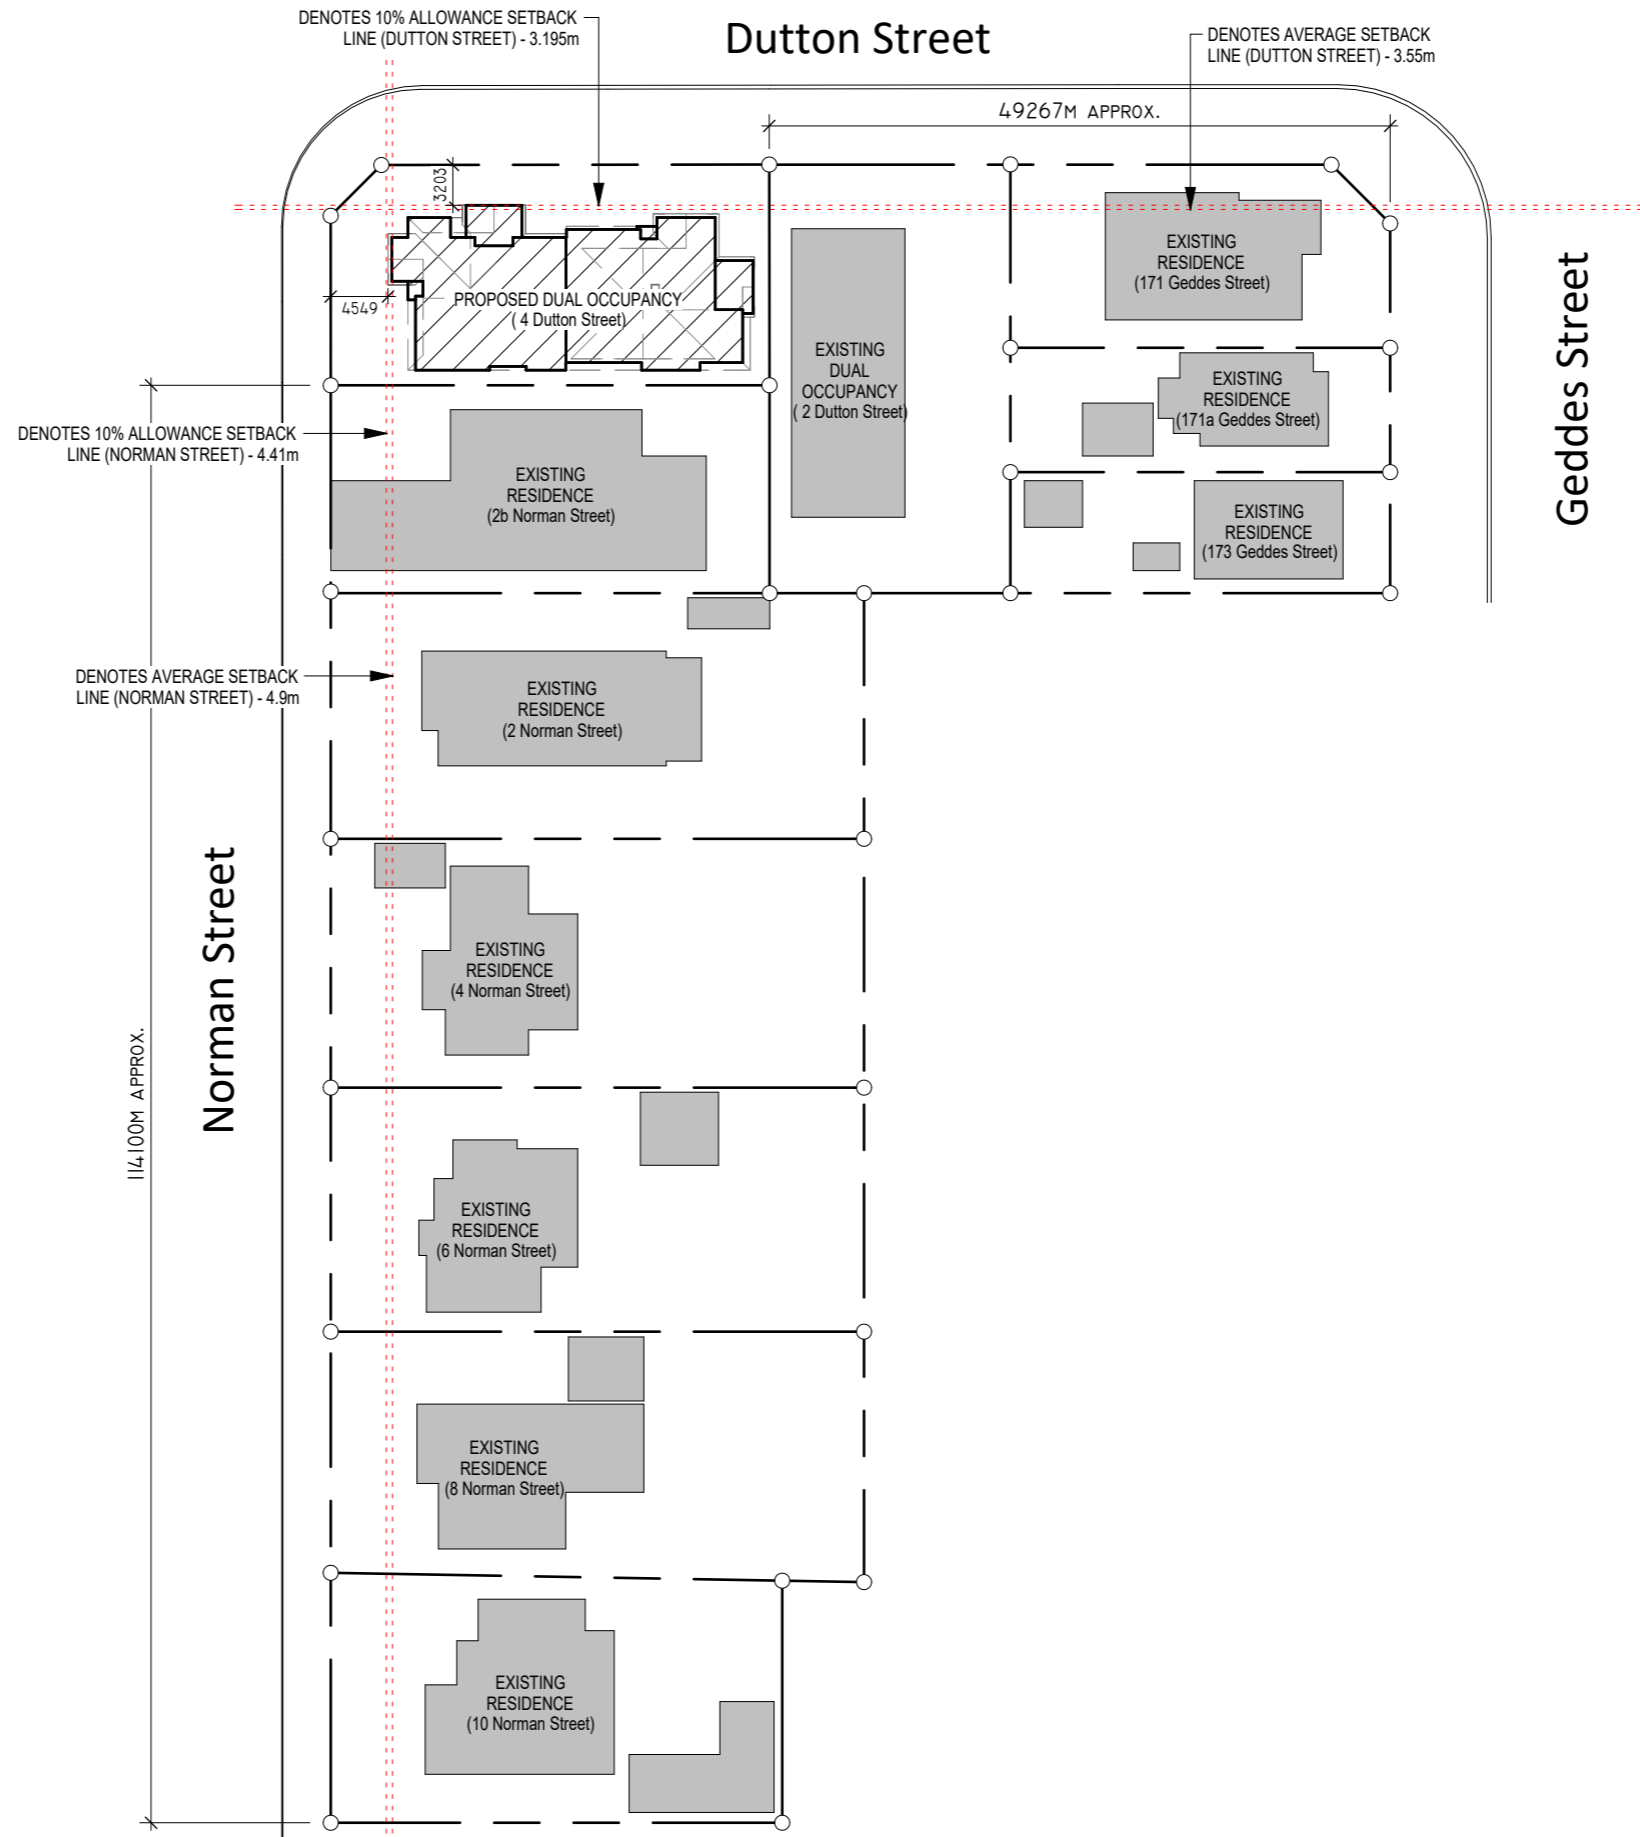 DENOTES 10% ALLOWANCE SETBACK
LINE (DUTTON STREET) - 3.195m
Dutton Street
DENOTES AVERAGE SETBACK
LINE (DUTTON STREET) - 3.55m
49267M APPROX.
3203
EXISTING
RESIDENCE
(171 Geddes Street)
4549
PROPOSED DUAL OCCUPANCY
( 4 Dutton Street)
Geddes Street
EXISTING
DUAL
OCCUPANCY
( 2 Dutton Street)
EXISTING
RESIDENCE
(171a Geddes Street)
DENOTES 10% ALLOWANCE SETBACK
LINE (NORMAN STREET) - 4.41m
EXISTING
RESIDENCE
(2b Norman Street)
EXISTING
RESIDENCE
(173 Geddes Street)
DENOTES AVERAGE SETBACK
LINE (NORMAN STREET) - 4.9m
EXISTING
RESIDENCE
(2 Norman Street)
Norman Street
EXISTING
RESIDENCE
(4 Norman Street)
114100M APPROX.
EXISTING
RESIDENCE
(6 Norman Street)
EXISTING
RESIDENCE
(8 Norman Street)
EXISTING
RESIDENCE
(10 Norman Street)